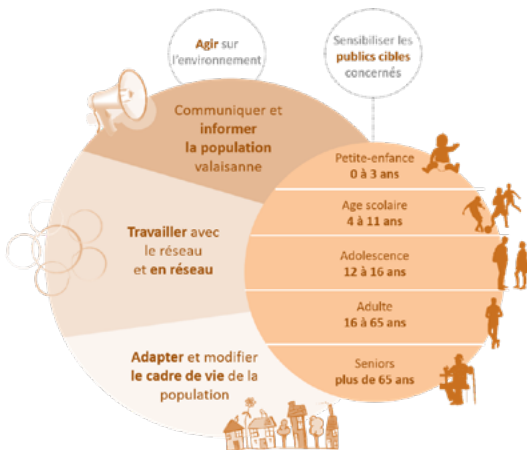 Agir sur
l'environnement
Sensibiliser les
publics cibles
concernés
Communiquer et
informer
la population
valaisanne
Travailler avec
le réseau
et en réseau
Adapter et modifier
le cadre de vie de la
population
Petite-enfance
0 à 3 ans
Age scolaire
4 à 11 ans
Adolescence
12 à 16 ans
Adulte
16 à 65 ans
Seniors
plus de 65 ans